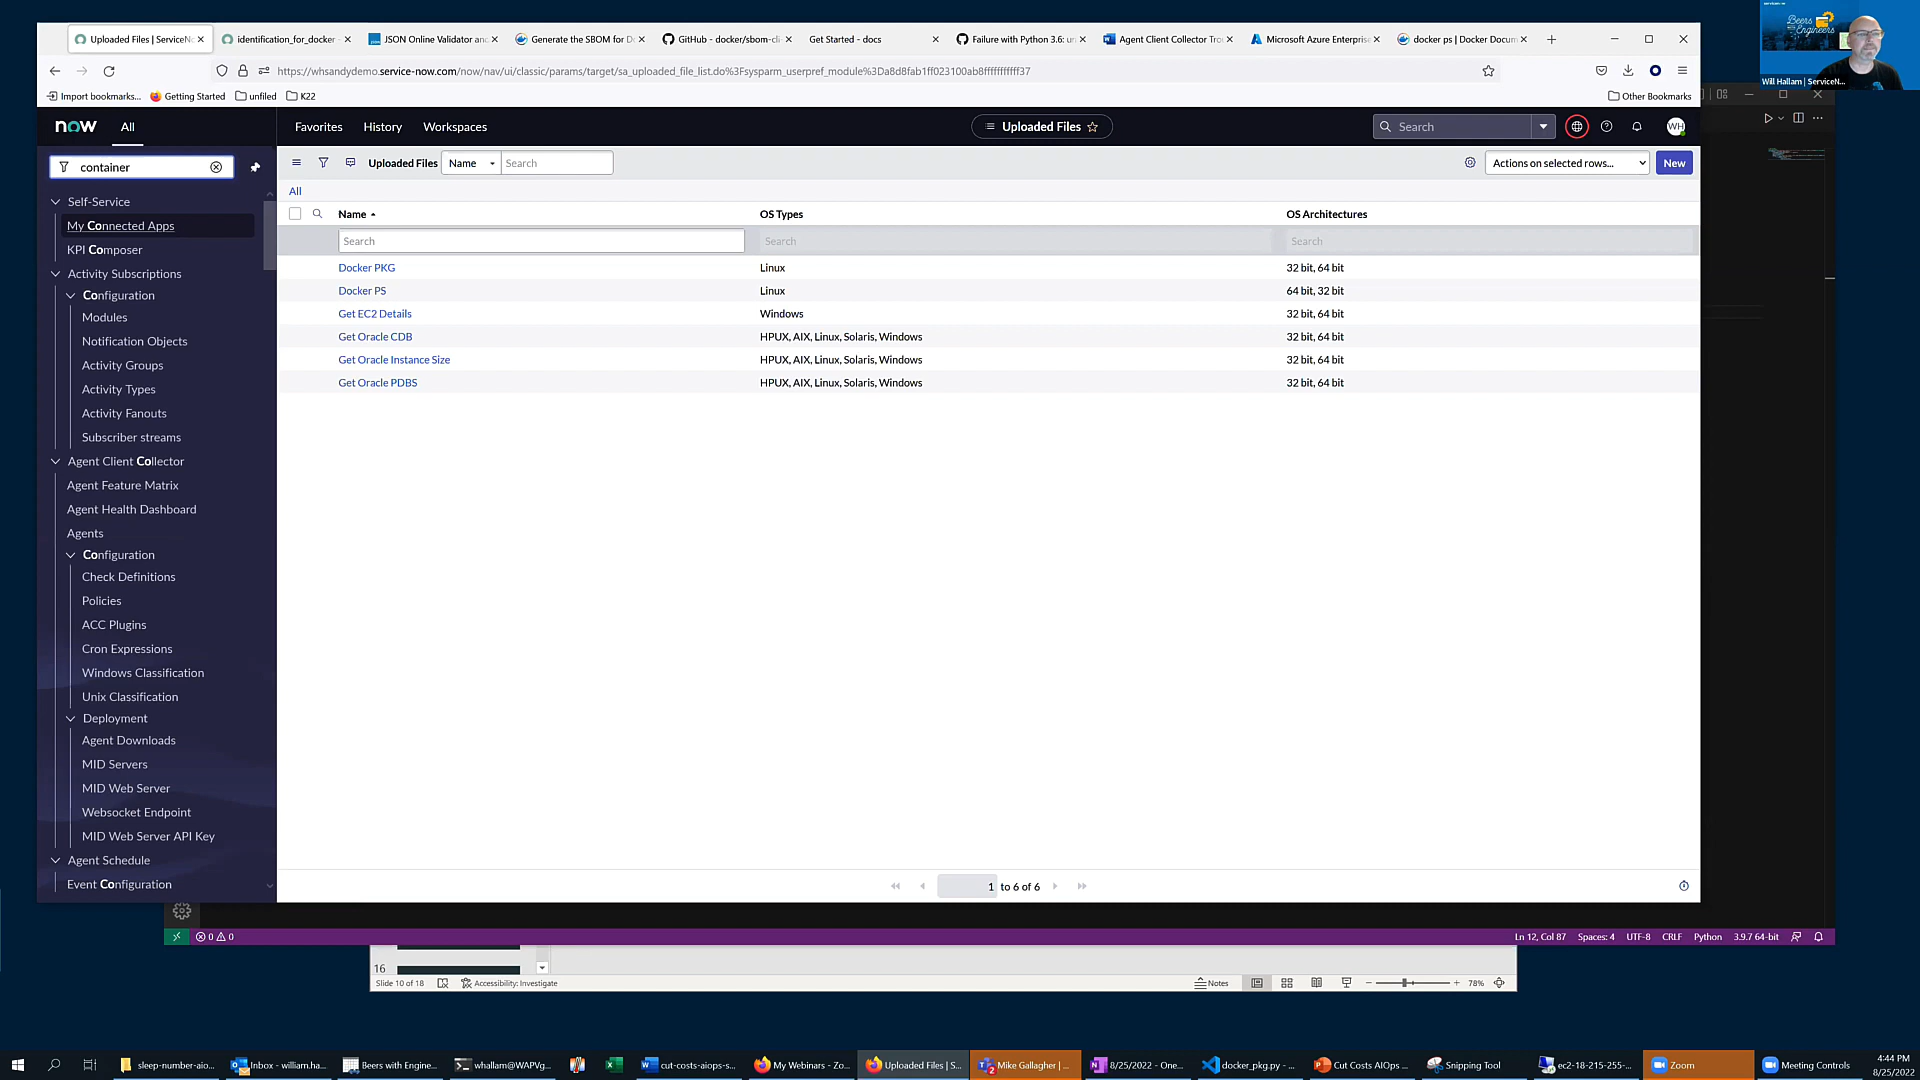 Uploaded Files | ServiceN
identification_for_docker
JSON Online Validator and
Generate the SBOM for D
GitHub - docker/sbom-cli
Get Started - docs
Failure with Python 3.6: un
Agent Client Collector Tro
Microsoft Azure Enterprise
docker ps | Docker Docum
https://whsandydemo.service-now.com/now/nav/ui/classic/params/target/sa_uploaded_file_list.do%3Fsysparm_userpref_module%3Da8d8fab1ff023100ab8fffffffffff37
Import bookmarks...
Getting Started
unfiled
K22
Other Bookmarks
Beers with Engineers
Will Hallam | ServiceN...
now
All
Favorites
History
Workspaces
Uploaded Files
Search
WH
container
Uploaded Files
Name
Search
Actions on selected rows...
New
All
Name
OS Types
OS Architectures
Search
Search
Search
Docker PKG
Linux
32 bit, 64 bit
Docker PS
Linux
64 bit, 32 bit
Get EC2 Details
Windows
32 bit, 64 bit
Get Oracle CDB
HPUX, AIX, Linux, Solaris, Windows
32 bit, 64 bit
Get Oracle Instance Size
HPUX, AIX, Linux, Solaris, Windows
32 bit, 64 bit
Get Oracle PDBS
HPUX, AIX, Linux, Solaris, Windows
32 bit, 64 bit
Self-Service
My Connected Apps
KPI Composer
Activity Subscriptions
Configuration
Modules
Notification Objects
Activity Groups
Activity Types
Activity Fanouts
Subscriber streams
Agent Client Collector
Agent Feature Matrix
Agent Health Dashboard
Agents
Configuration
Check Definitions
Policies
ACC Plugins
Cron Expressions
Windows Classification
Unix Classification
Deployment
Agent Downloads
MID Servers
MID Web Server
Websocket Endpoint
MID Web Server API Key
Agent Schedule
Event Configuration
1 to 6 of 6
0 0
Ln 12, Col 87
Spaces: 4
UTF-8
CRLF
Python
3.9.7 64-bit
16
Slide 10 of 18
Accessibility: Investigate
Notes
78%
sleep-number-aio...
Inbox - william.ha...
Beers with Engine...
whallam@WAPVg...
cut-costs-aiops-s...
My Webinars - Zo...
Uploaded Files | S...
Mike Gallagher | ...
8/25/2022 - One...
docker_pkg.py - ...
Cut Costs AIOps ...
Snipping Tool
ec2-18-215-255-...
Zoom
Meeting Controls
4:44 PM
8/25/2022